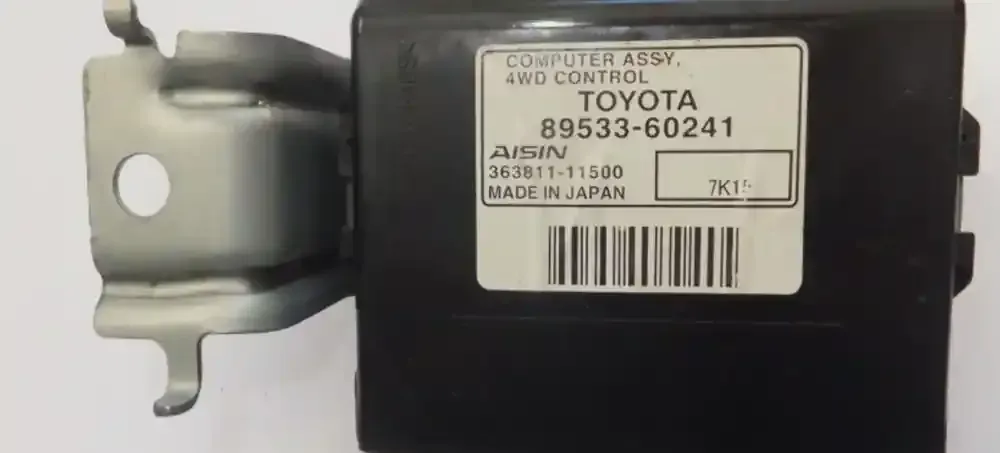 COMPUTER ASSY,
4WD CONTROL
TOYOTA
89533-60241
AISIN
363811-11500
MADE IN JAPAN